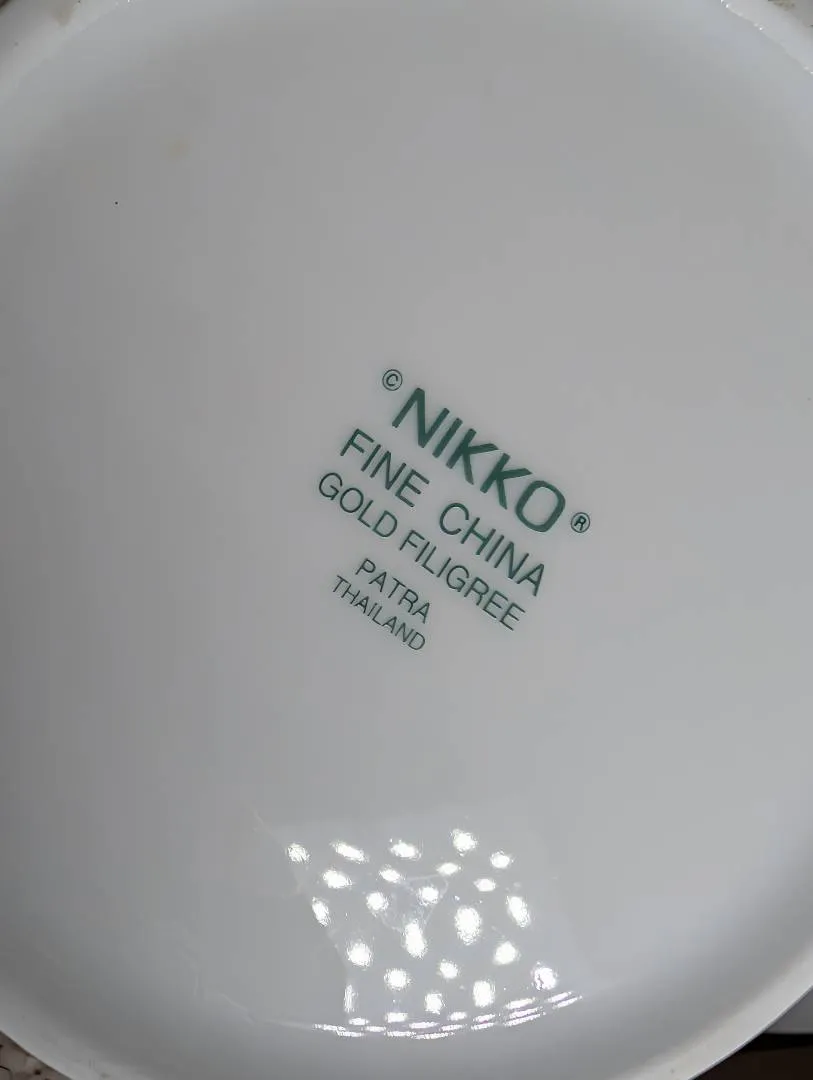 © NIKKO ®
FINE CHINA
GOLD FILIGREE
PATRA
THAILAND